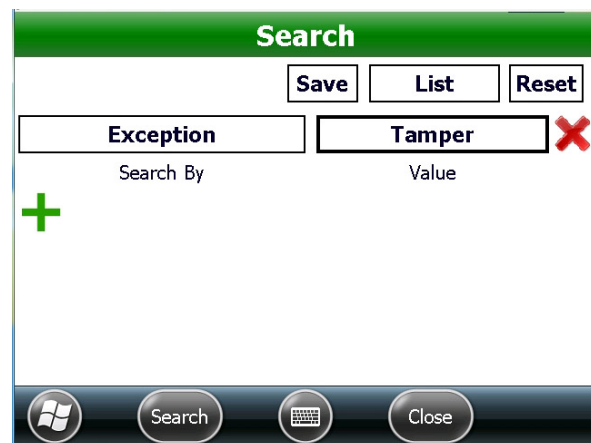 Search
Save List Reset
Exception Tamper
Search By Value
Search Close